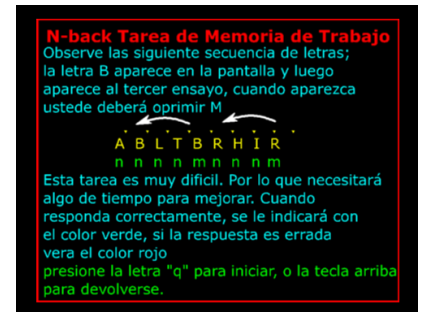 N-back Tarea de Memoria de Trabajo
Observe las siguiente secuencia de letras;
la letra B aparece en la pantalla y luego
aparece al tercer ensayo, cuando aparezca
ustede deberá oprimir M
A B L T B R H I R
n n n n m n n n m
Esta tarea es muy dificil. Por lo que necesitará
algo de tiempo para mejorar. Cuando
responda correctamente, se le indicará con
el color verde, si la respuesta es errada
vera el color rojo
presione la letra "q" para iniciar, o la tecla arriba
para devolverse.